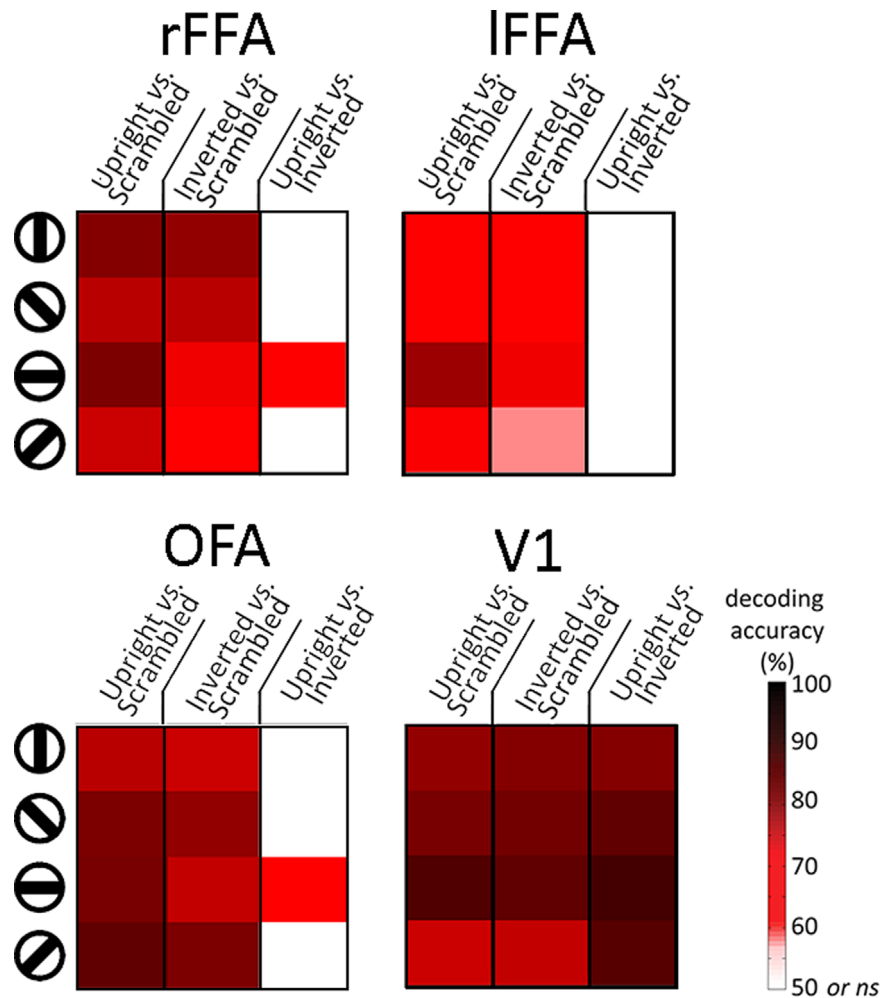 rFFA
lFFA
Upright vs.
Scrambled
Inverted vs.
Scrambled
Upright vs.
Inverted
Upright vs.
Scrambled
Inverted vs.
Scrambled
Upright vs.
Inverted
OFA
V1
Upright vs.
Scrambled
Inverted vs.
Scrambled
Upright vs.
Inverted
Upright vs.
Scrambled
Inverted vs.
Scrambled
Upright vs.
Inverted
decoding
accuracy
(%)
100
90
80
70
60
50 or ns